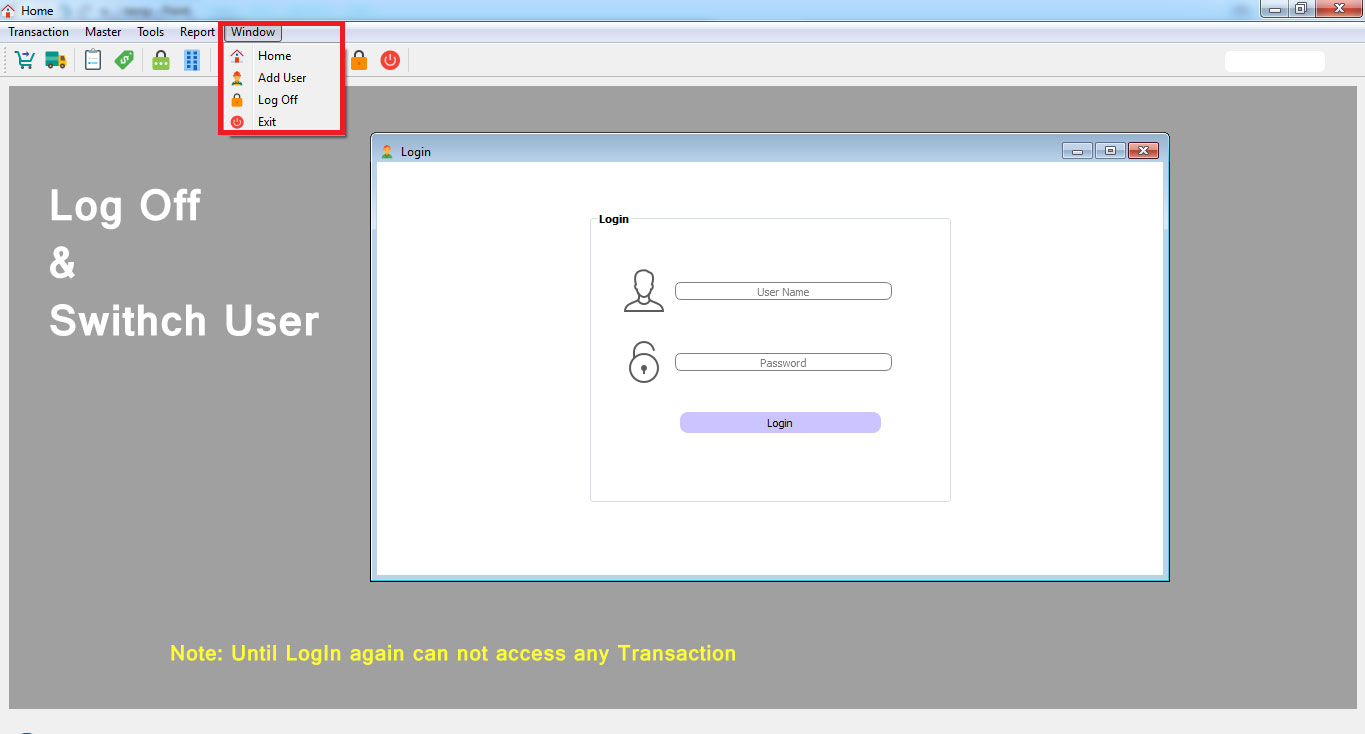 Home
Transaction Master Tools Report Window
Home
Add User
Log Off
Exit
Login
Login
User Name
Password
Login
Log Off
&
Swithch User
Note: Until LogIn again can not access any Transaction